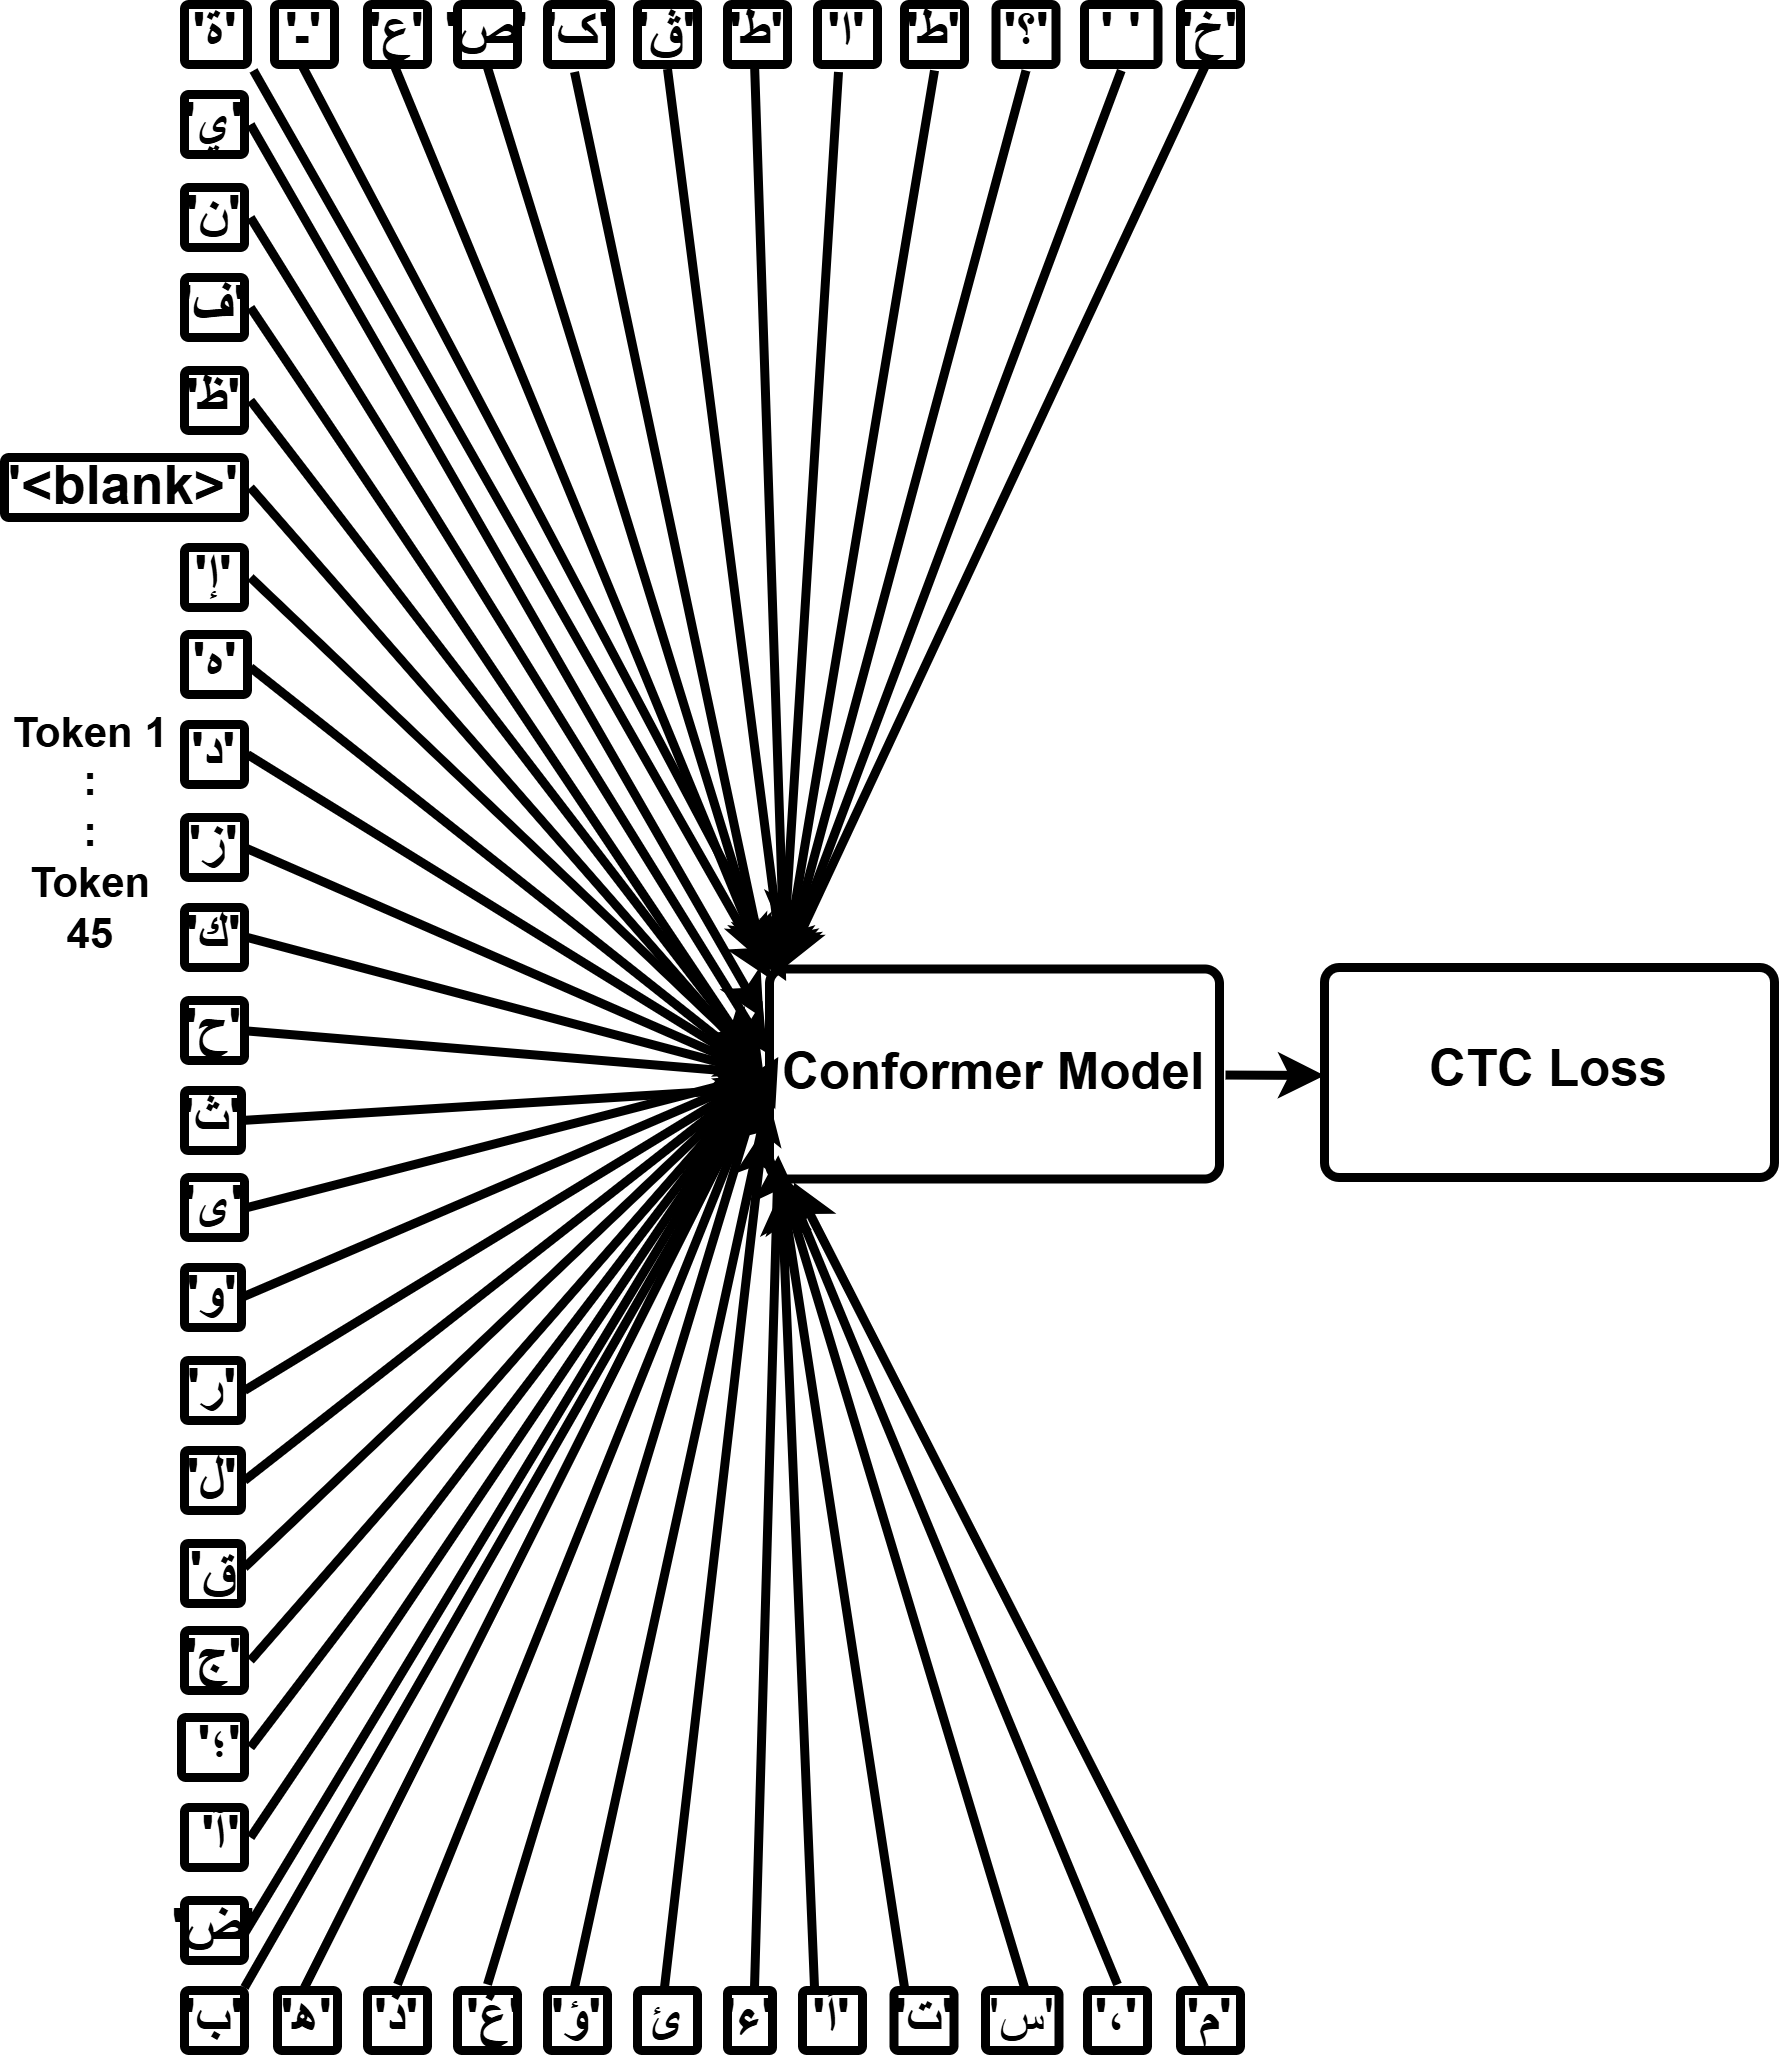 'ة'
'-'
'ع'
'ص'
'ک'
'ڨ'
'ط'
'ا'
'ط'
'؟'
' '
'خ'
'ي'
'ن'
'ف'
'ظ'
'<blank>'
'إ'
'ه'
Token 1
:
:
Token
45
'د'
'ز'
'ك'
'ح'
'ث'
'ى'
'و'
'ر'
'ل'
'ق'
'ج'
'؛'
'آ'
'ض'
'ب'
'ھ'
'ذ'
'غ'
'ؤ'
ئ
'ء'
'أ'
'ت'
'س'
'،'
'م'
Conformer Model
CTC Loss